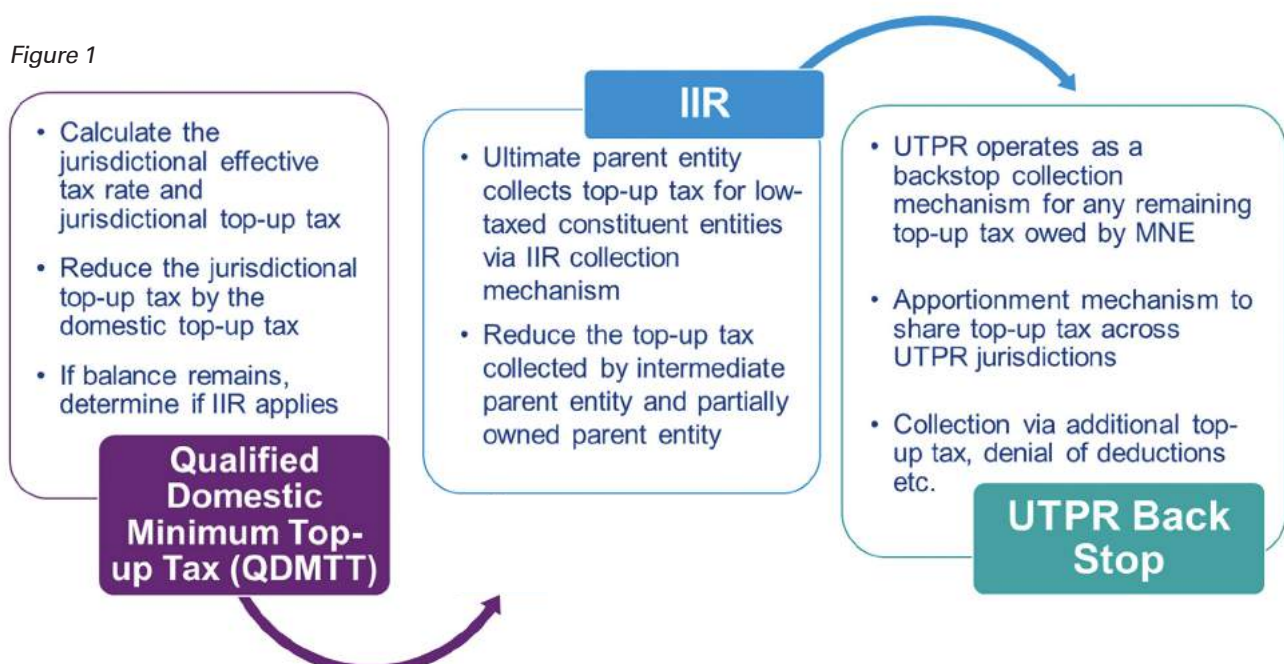 Figure 1
• Calculate the
jurisdictional effective
tax rate and
jurisdictional top-up tax
• Reduce the jurisdictional
top-up tax by the
domestic top-up tax
• If balance remains,
determine if IIR applies
Qualified
Domestic
Minimum Top-
up Tax (QDMTT)
IIR
• Ultimate parent entity
collects top-up tax for low-
taxed constituent entities
via IIR collection
mechanism
• Reduce the top-up tax
collected by intermediate
parent entity and partially
owned parent entity
• UTPR operates as a
backstop collection
mechanism for any remaining
top-up tax owed by MNE
• Apportionment mechanism to
share top-up tax across
UTPR jurisdictions
• Collection via additional top-
up tax, denial of deductions
etc.
UTPR Back
Stop